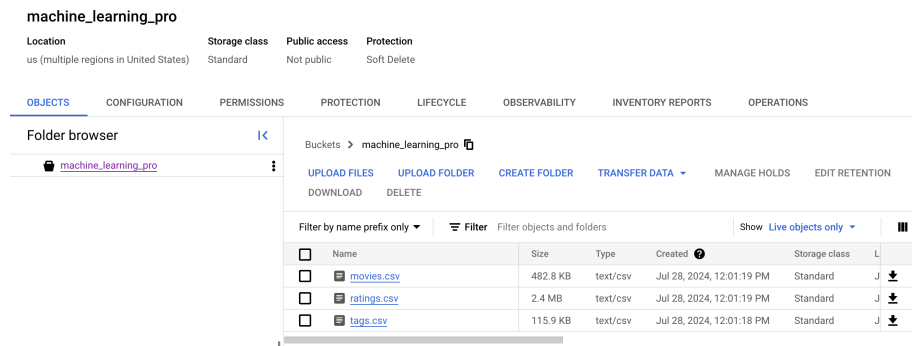 machine_learning_pro
Location Storage class Public access Protection
us (multiple regions in United States) Standard Not public Soft Delete
OBJECTS CONFIGURATION PERMISSIONS PROTECTION LIFECYCLE OBSERVABILITY INVENTORY REPORTS OPERATIONS
Folder browser
machine_learning_pro
Buckets > machine_learning_pro
UPLOAD FILES UPLOAD FOLDER CREATE FOLDER TRANSFER DATA MANAGE HOLDS EDIT RETENTION
DOWNLOAD DELETE
Filter by name prefix only Filter Filter objects and folders Show Live objects only
Name Size Type Created Storage class L
movies.csv 482.8 KB text/csv Jul 28, 2024, 12:01:19 PM Standard J
ratings.csv 2.4 MB text/csv Jul 28, 2024, 12:01:19 PM Standard J
tags.csv 115.9 KB text/csv Jul 28, 2024, 12:01:18 PM Standard J